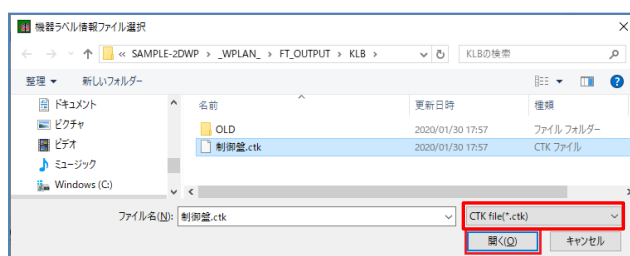 機器ラベル情報ファイル選択
« SAMPLE-2DWP › _WPLAN_ › FT_OUTPUT › KLB ›
KLBの検索
整理 新しいフォルダー
名前 更新日時 種類
ドキュメント
ピクチャ
ビデオ
ミュージック
Windows (C:)
OLD 2020/01/30 17:57 ファイル フォルダー
制御盤.ctk 2020/01/30 17:57 CTK ファイル
ファイル名(N): 制御盤.ctk CTK file(*.ctk)
開く(O) キャンセル